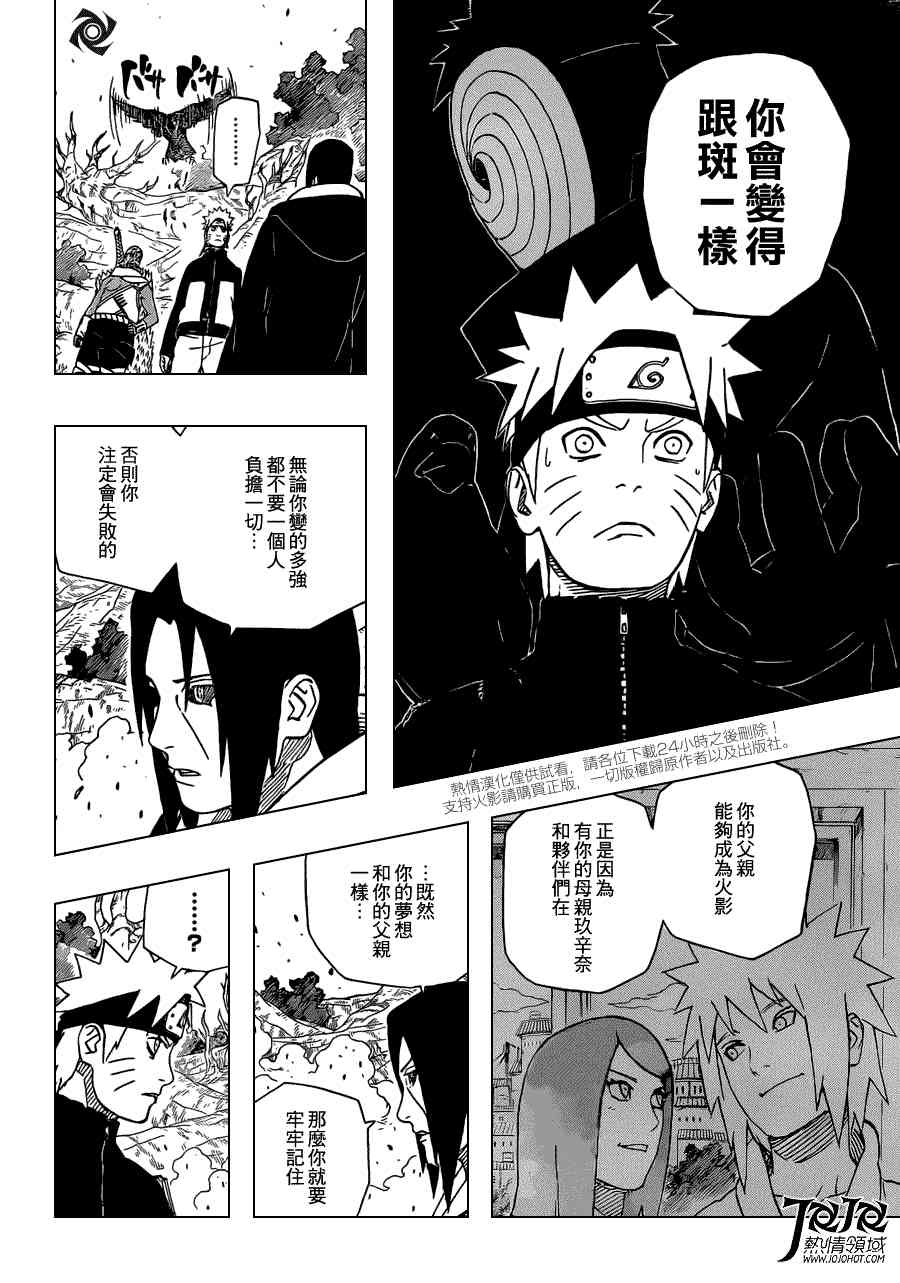 你會變得
跟斑一樣
バサ
バサ
………
無論你變的多強
都不要一個人
負擔一切…
否則你
注定會失敗的
熱情漢化僅供試看，請各位下載24小時之後刪除！
支持火影請購買正版，一切版權歸原作者以及出版社。
你的父親
能夠成為火影
正是因為
有你的母親玖辛奈
和夥伴們在
…既然
你的夢想
和你的父親
一樣…
那麼你就要
牢牢記住
……?
JOJO
熱情領域
WWW.JOJOHOT.COM